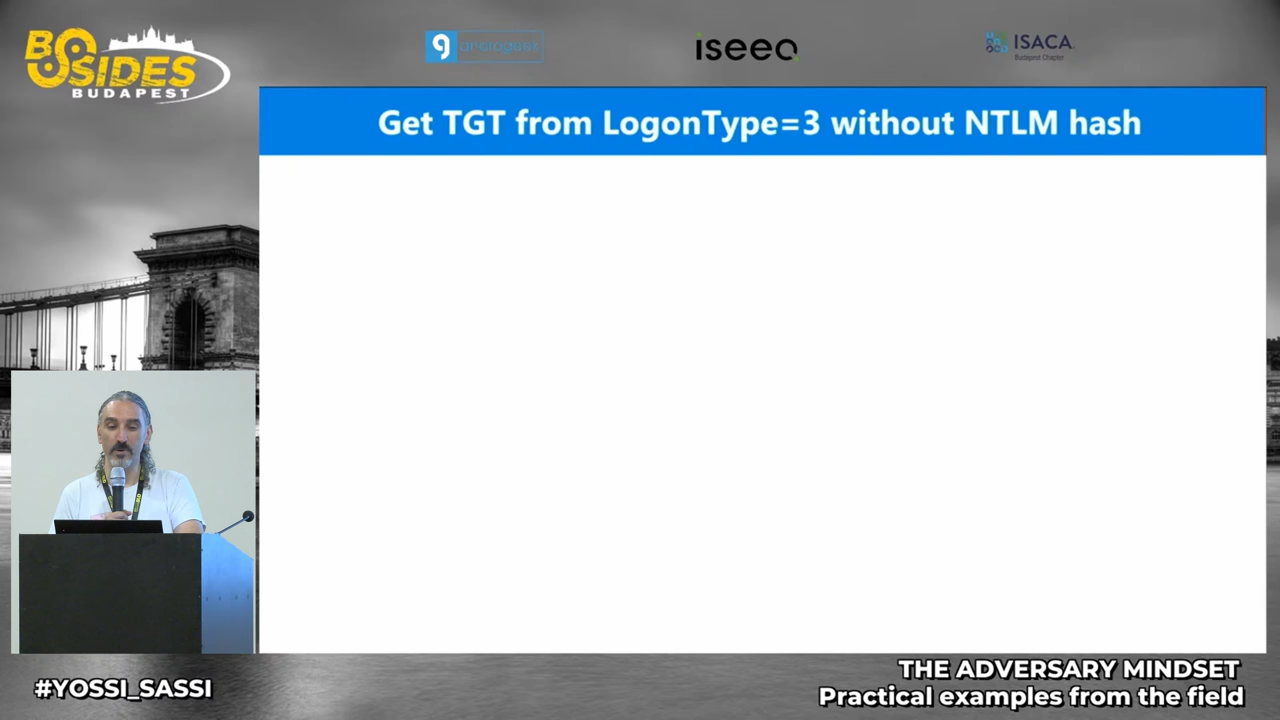 BSIDES
BUDAPEST
iseeq
ISACA
Budapest Chapter
Get TGT from LogonType=3 without NTLM hash
#YOSSI_SASSI
THE ADVERSARY MINDSET
Practical examples from the field